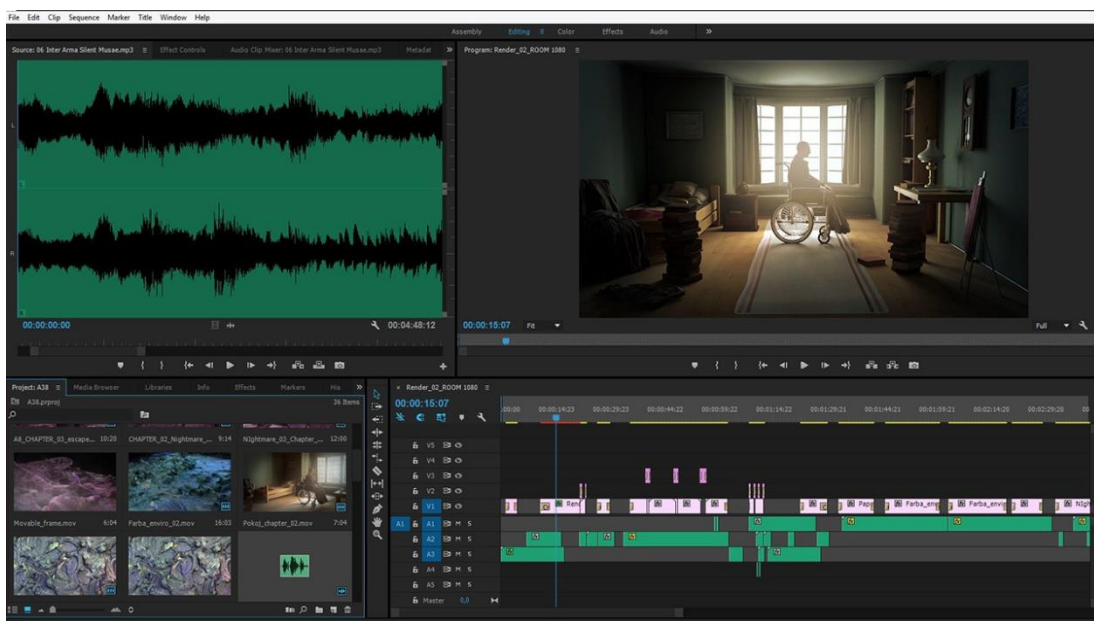 File Edit Clip Sequence Marker Title Window Help
Assembly Editing Color Effects Audio
Source: 06 Inter Arma Silent Musae.mp3 Effect Controls Audio Clip Mixer: 06 Inter Arma Silent Musae.mp3 Metadat
Program: Render_02_ROOM 1080
L
R
00:00:00:00 00:04:48:12
00:00:15:07 Fit Full
Project: A38 Media Browser Libraries Info Effects Markers His
A38.prproj 36 Items
A8_CHAPTER_03_escape... 10:20 CHAPTER_02_Nightmare_... 9:14 Nightmare_03_Chapter_... 12:00
Movable_frame.mov 6:04 Farba_enviro_02.mov 16:03 Pokoj_chapter_02.mov 7:04
Render_02_ROOM 1080
00:00:15:07
:00:00 00:00:14:23 00:00:29:23 00:00:44:22 00:00:59:22 00:01:14:22 00:01:29:21 00:01:44:21 00:01:59:21 00:02:14:20 00:02:29:20 00
V5
V4
V3
V2
V1 Rend Pap Farba_env Farba_envi Nigh
A1 A1 M S
A2 M S
A3 M S
A4 M S
A5 M S
Master 0,0